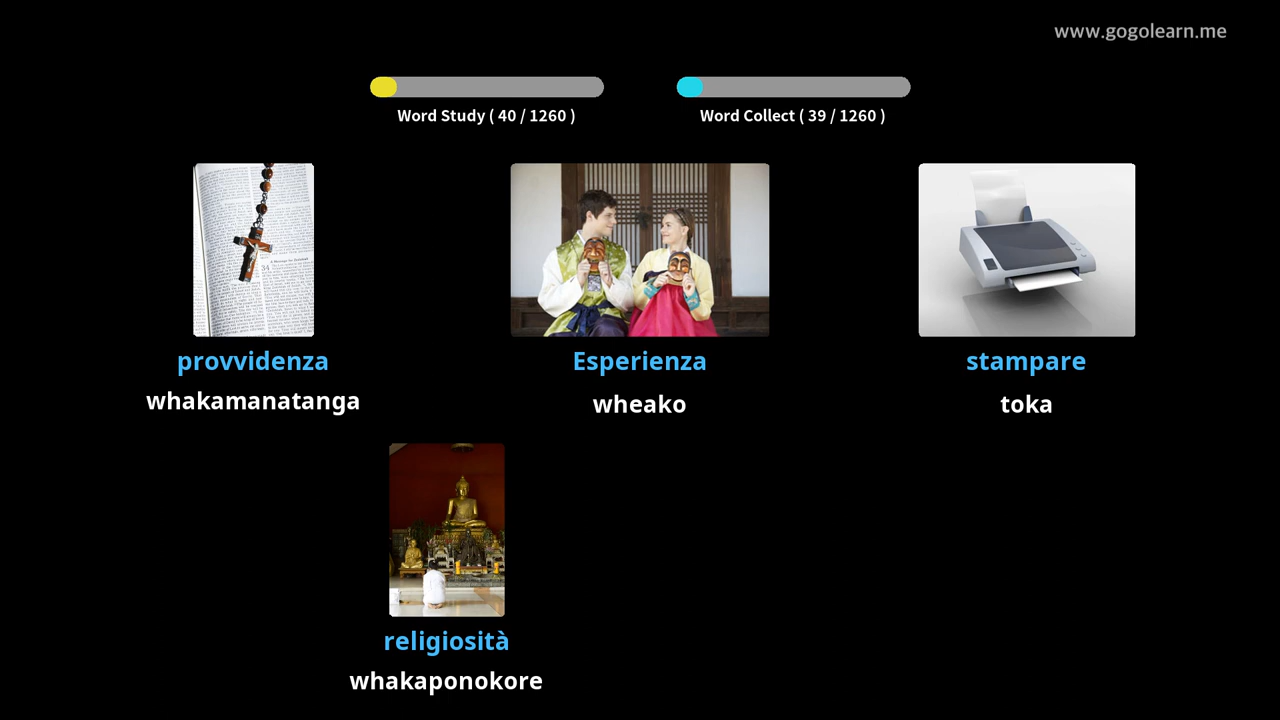 www.gogolearn.me
Word Study ( 40 / 1260 )
Word Collect ( 39 / 1260 )
provvidenza
whakamanatanga
Esperienza
wheako
stampare
toka
religiosità
whakaponokore